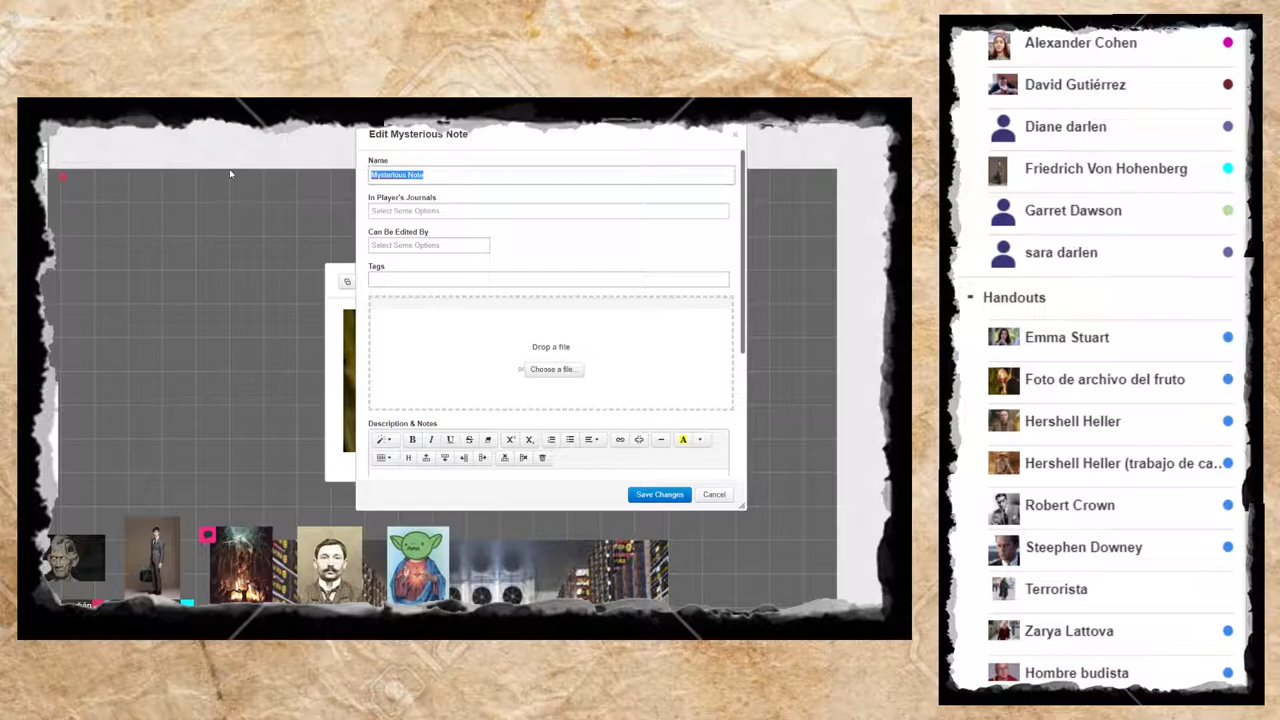 Edit Mysterious Note
×
Name
Mysterious Note
In Player's Journals
Select Some Options
Can Be Edited By
Select Some Options
Tags
Drop a file
or Choose a file...
Description & Notes
B I U S X¹ X,
A
H
Save Changes Cancel
Alexander Cohen
David Gutiérrez
Diane darlen
Friedrich Von Hohenberg
Garret Dawson
sara darlen
Handouts
Emma Stuart
Foto de archivo del fruto
Hershell Heller
Hershell Heller (trabajo de ca...
Robert Crown
Steephen Downey
Terrorista
Zarya Lattova
Hombre budista